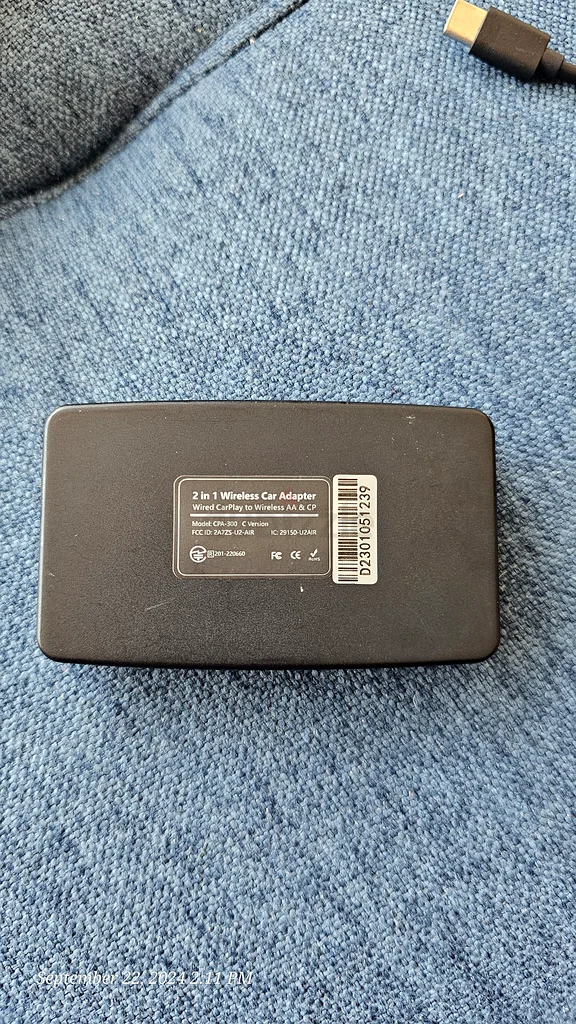 2 in 1 Wireless Car Adapter
Wired CarPlay to Wireless AA & CP
Model: CPA-300 C Version
FCC ID: 2A7ZS-U2-AIR IC: 29150-U2AIR
R 201-220660 FC CE RoHS
D2301051239
September 22, 2024 2:11 PM